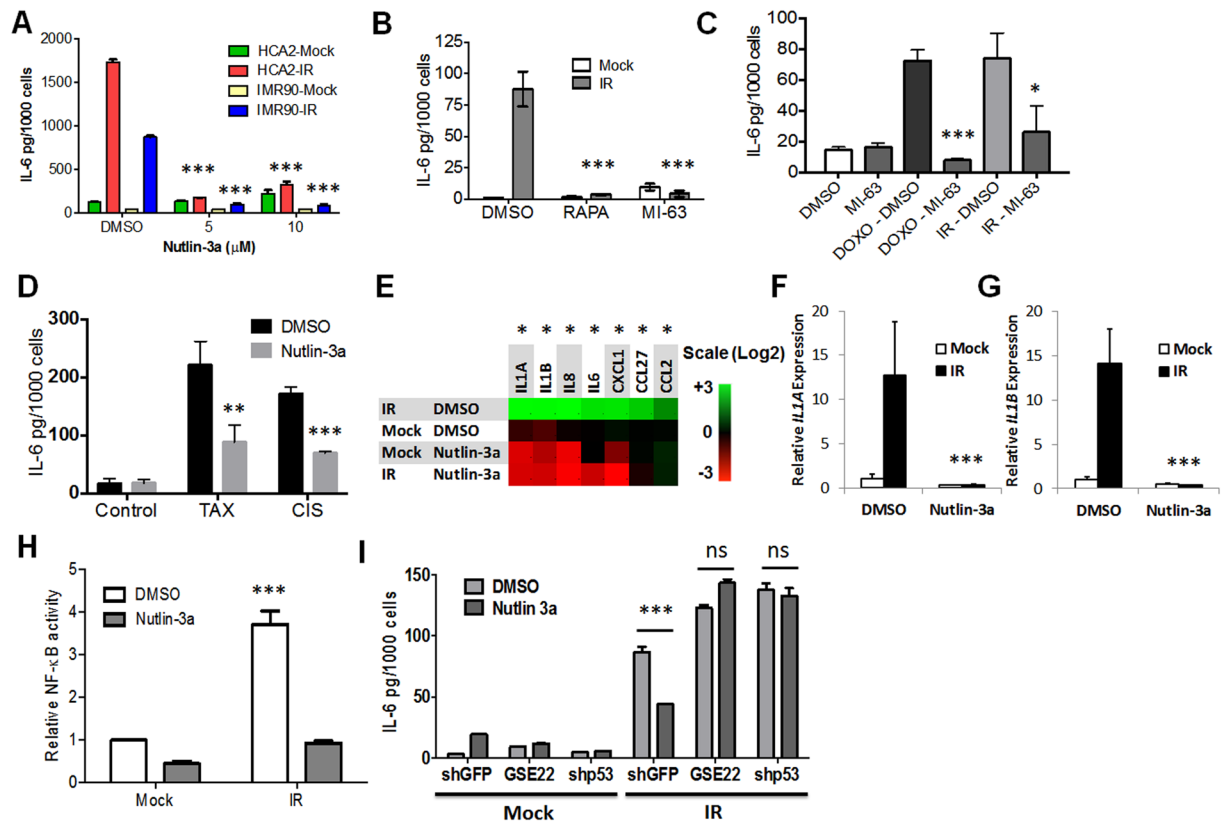 A
IL-6 pg/1000 cells
2000
1500
1000
500
0
HCA2-Mock
HCA2-IR
IMR90-Mock
IMR90-IR
***
***
***
***
DMSO
5
10
Nutlin-3a (μM)
B
IL-6 pg/1000 cells
125
100
75
50
25
0
Mock
IR
***
***
DMSO
RAPA
MI-63
C
IL-6 pg/1000 cells
100
80
60
40
20
0
***
*
DMSO
MI-63
DOXO - DMSO
DOXO - MI-63
IR - DMSO
IR - MI-63
D
IL-6 pg/1000 cells
300
200
100
0
DMSO
Nutlin-3a
**
***
Control
TAX
CIS
E
* * * * * * *
IL1A
IL1B
IL8
IL6
CXCL1
CCL27
CCL2
IR DMSO
Mock DMSO
Mock Nutlin-3a
IR Nutlin-3a
Scale (Log2)
+3
0
-3
F
Relative IL1A Expression
20
15
10
5
0
Mock
IR
***
DMSO
Nutlin-3a
G
Relative IL1B Expression
20
15
10
5
0
Mock
IR
***
DMSO
Nutlin-3a
H
Relative NF-κB activity
5
4
3
2
1
0
DMSO
Nutlin-3a
***
Mock
IR
I
IL-6 pg/1000 cells
150
100
50
0
DMSO
Nutlin 3a
***
ns
ns
shGFP
GSE22
shp53
shGFP
GSE22
shp53
Mock
IR